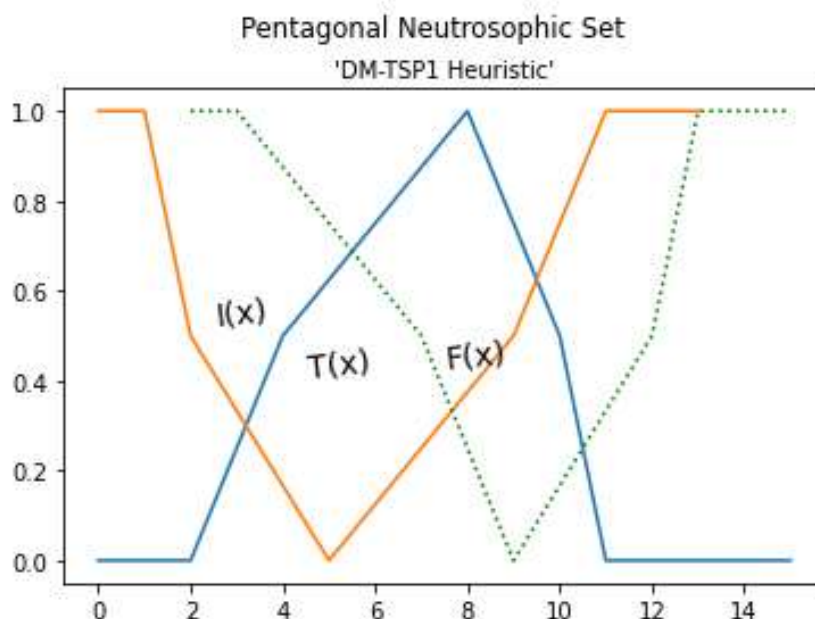 Pentagonal Neutrosophic Set
'DM-TSP1 Heuristic'
1.0
0.8
0.6
I(x)
T(x)
F(x)
0.4
0.2
0.0
0 2 4 6 8 10 12 14